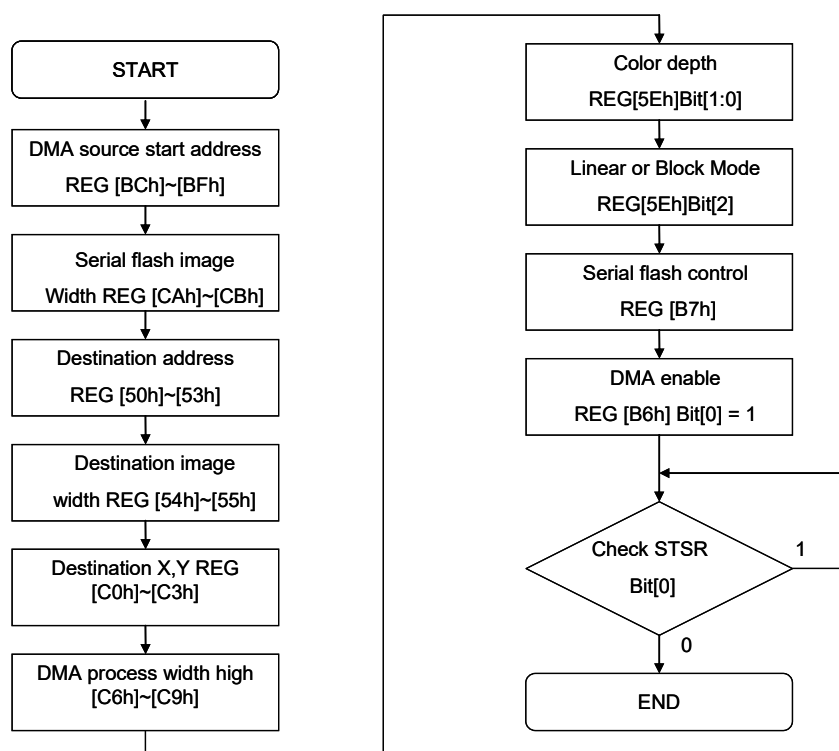 START
DMA source start address
REG [BCh]~[BFh]
Serial flash image
Width REG [CAh]~[CBh]
Destination address
REG [50h]~[53h]
Destination image
width REG [54h]~[55h]
Destination X,Y REG
[C0h]~[C3h]
DMA process width high
[C6h]~[C9h]
Color depth
REG[5Eh]Bit[1:0]
Linear or Block Mode
REG[5Eh]Bit[2]
Serial flash control
REG [B7h]
DMA enable
REG [B6h] Bit[0] = 1
Check STSR
Bit[0]
1
0
END